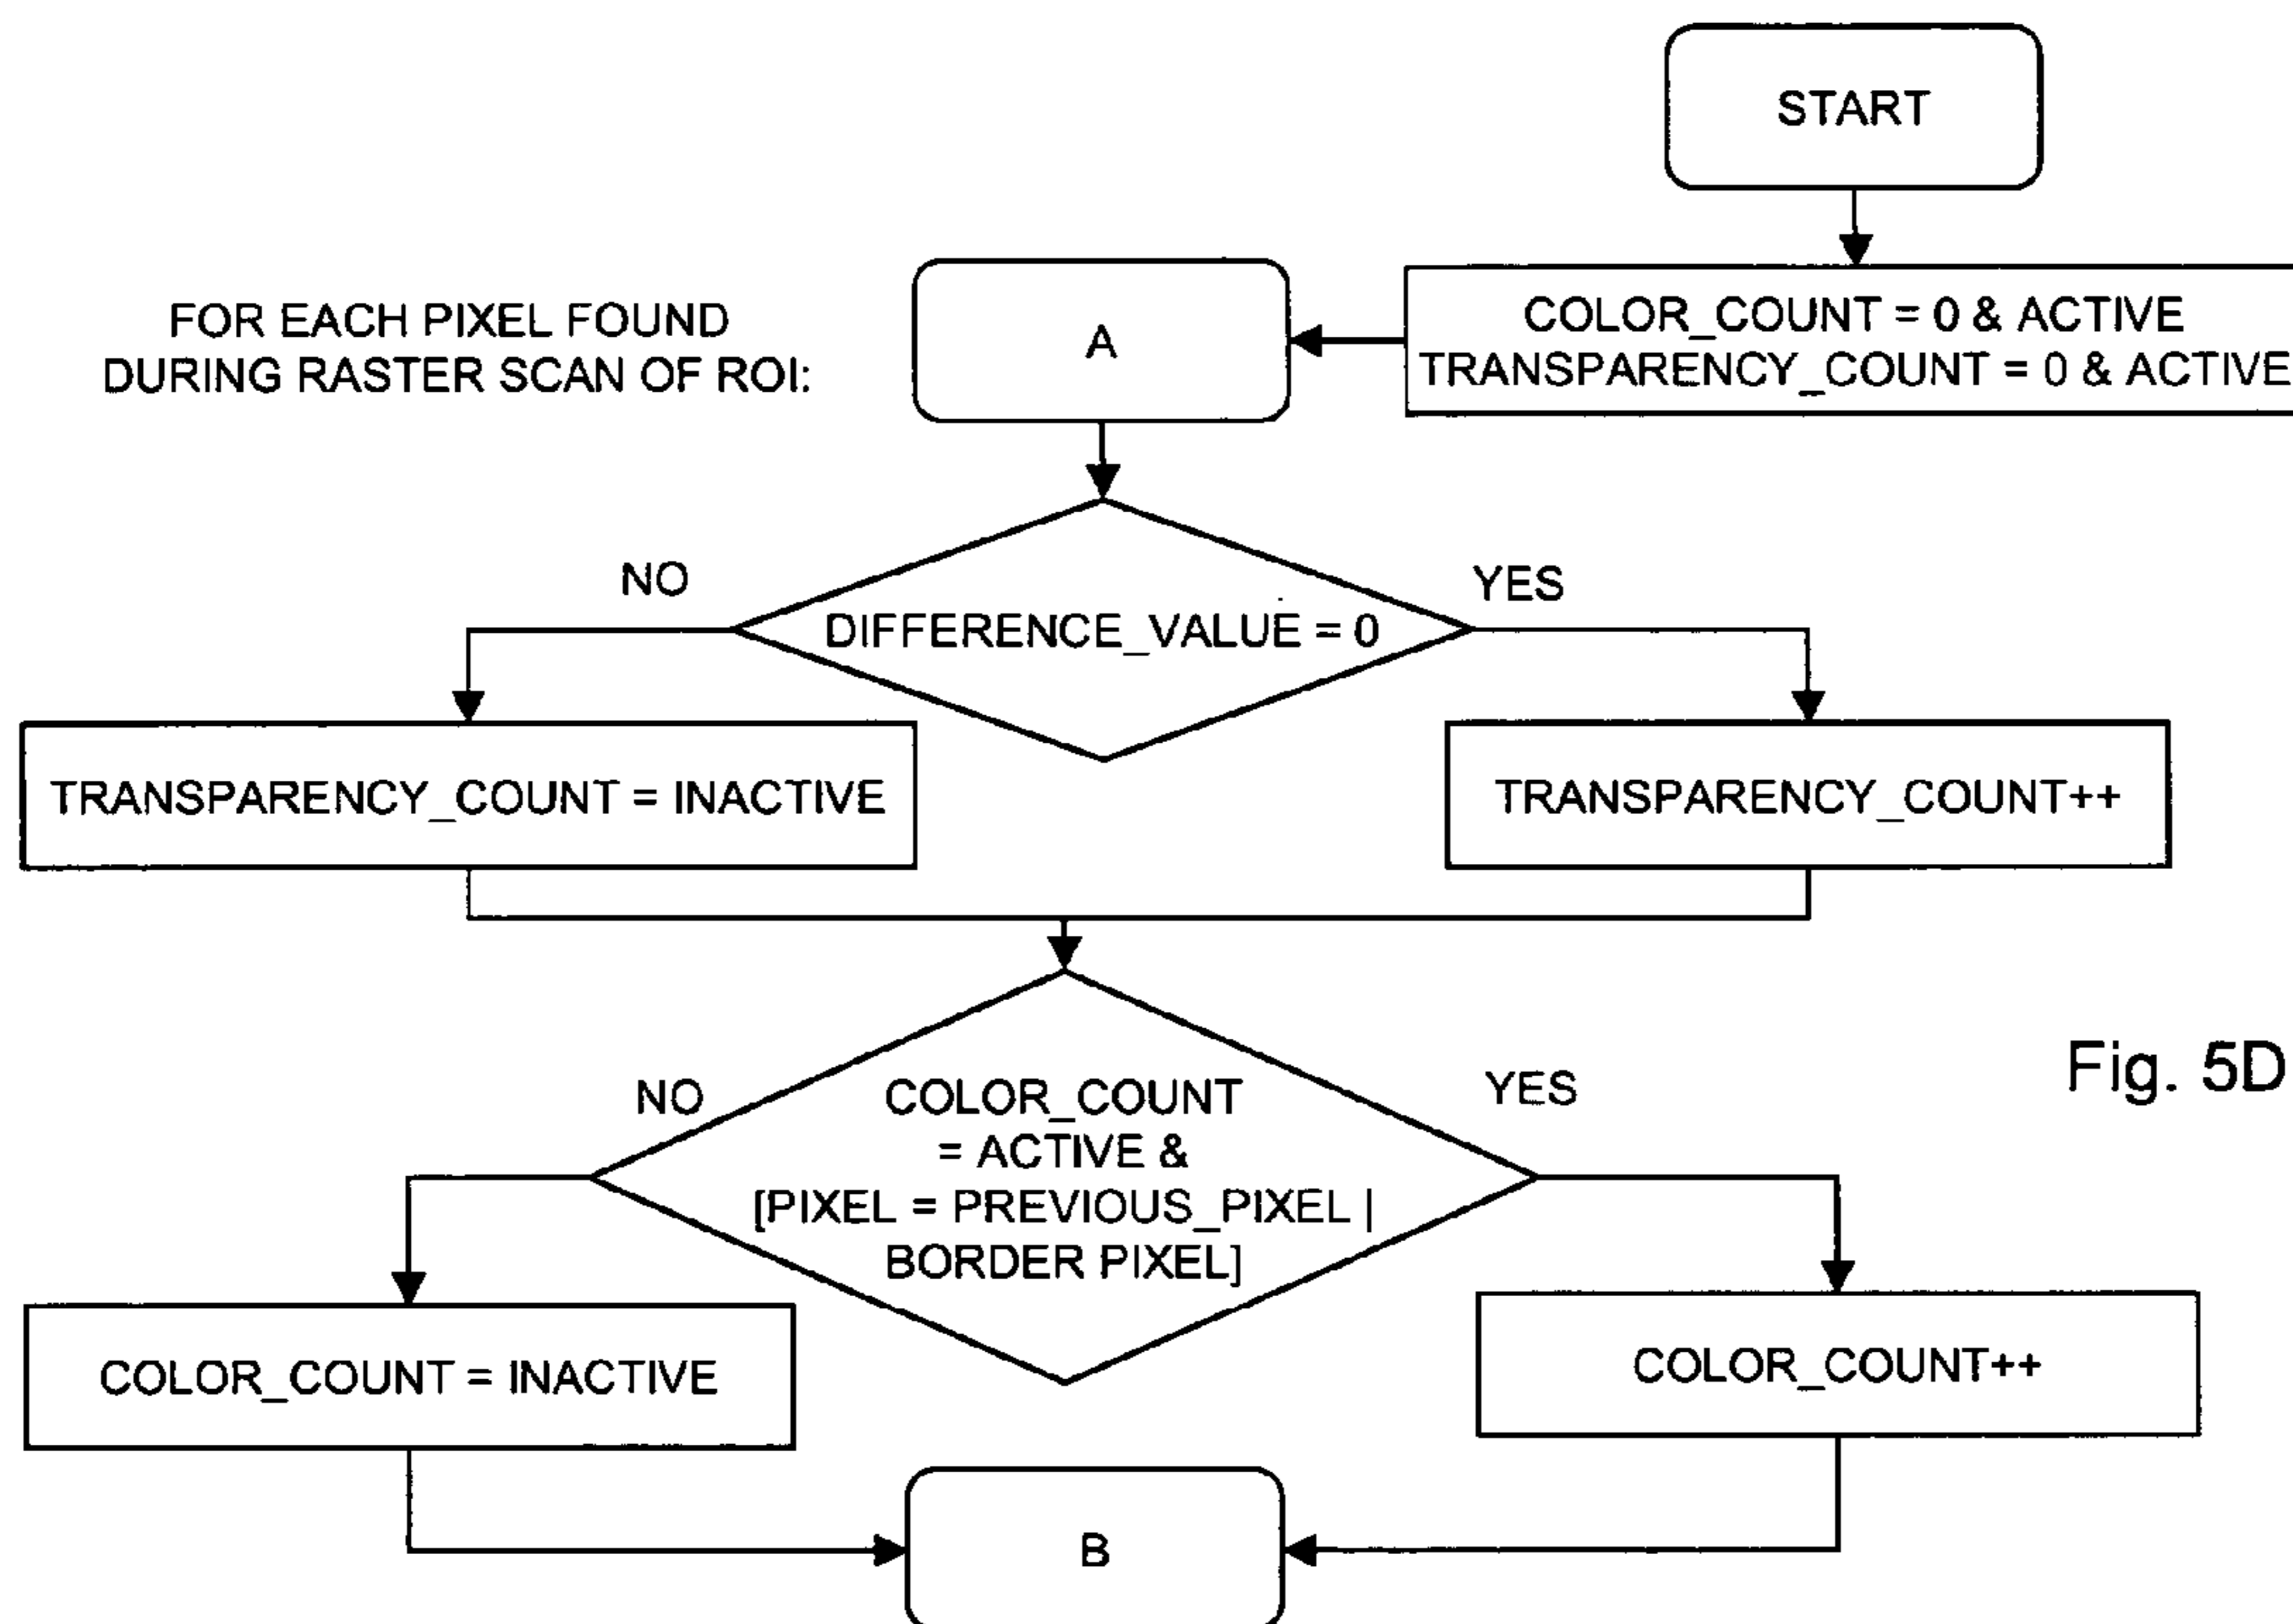 START
FOR EACH PIXEL FOUND
DURING RASTER SCAN OF ROI:
A
COLOR_COUNT = 0 & ACTIVE
TRANSPARENCY_COUNT = 0 & ACTIVE
NO
YES
DIFFERENCE_VALUE = 0
TRANSPARENCY_COUNT = INACTIVE
TRANSPARENCY_COUNT++
NO
COLOR_COUNT
= ACTIVE &
[PIXEL = PREVIOUS_PIXEL |
BORDER PIXEL]
YES
Fig. 5D
COLOR_COUNT = INACTIVE
COLOR_COUNT++
B